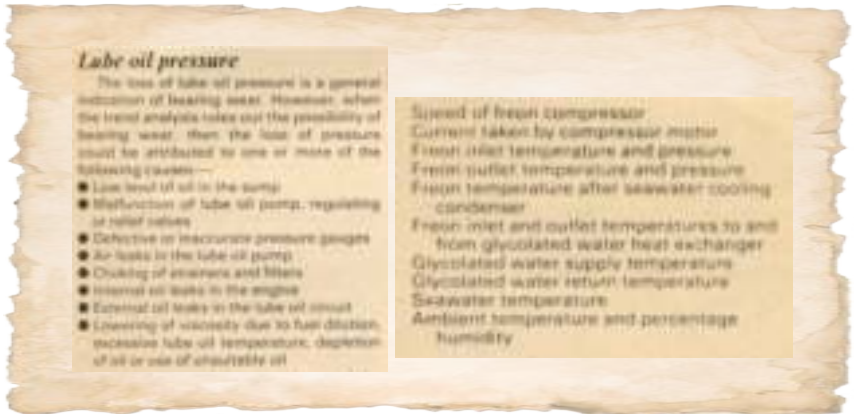 Lube oil pressure
The loss of lube oil pressure is a general
indication of bearing wear. However, when
the trend analysis rules out the possibility of
bearing wear, then the loss of pressure
could be attributed to one or more of the
following causes—
● Low level of oil in the sump
● Malfunction of lube oil pump, regulating
or relief valves
● Defective or inaccurate pressure gauges
● Air leaks in the lube oil pump
● Choking of strainers and filters
● Internal oil leaks in the engine
● External oil leaks in the lube oil circuit
● Lowering of viscosity due to fuel dilution,
excessive lube oil temperature, depletion
of oil or use of unsuitable oil
Speed of freon compressor
Current taken by compressor motor
Freon inlet temperature and pressure
Freon outlet temperature and pressure
Freon temperature after seawater cooling
condenser
Freon inlet and outlet temperatures to and
from glycolated water heat exchanger
Glycolated water supply temperature
Glycolated water return temperature
Seawater temperature
Ambient temperature and percentage
humidity